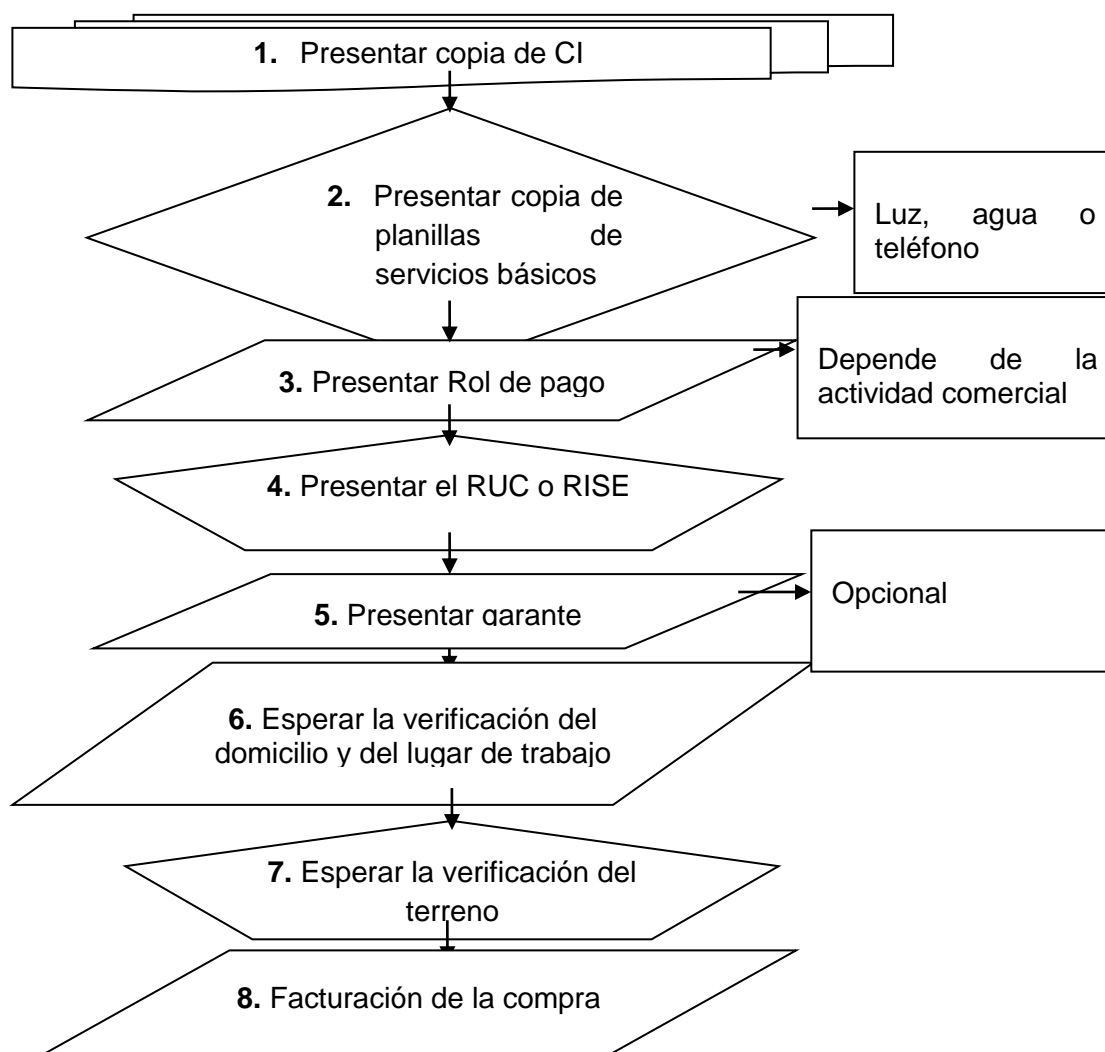 1. Presentar copia de CI
2. Presentar copia de
planillas de
servicios básicos
Luz, agua o
teléfono
3. Presentar Rol de pago
Depende de la
actividad comercial
4. Presentar el RUC o RISE
5. Presentar garante
Opcional
6. Esperar la verificación del
domicilio y del lugar de trabajo
7. Esperar la verificación del
terreno
8. Facturación de la compra